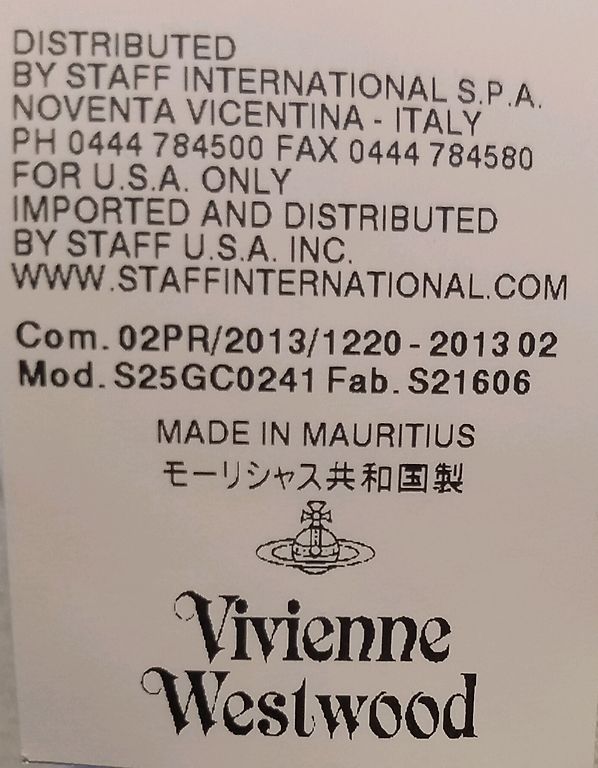 DISTRIBUTED
BY STAFF INTERNATIONAL S.P.A.
NOVENTA VICENTINA - ITALY
PH 0444 784500 FAX 0444 784580
FOR U.S.A. ONLY
IMPORTED AND DISTRIBUTED
BY STAFF U.S.A. INC.
WWW.STAFFINTERNATIONAL.COM
Com. 02PR/2013/1220 - 2013 02
Mod. S25GC0241 Fab. S21606
MADE IN MAURITIUS
モーリシャス共和国製
Vivienne
Westwood